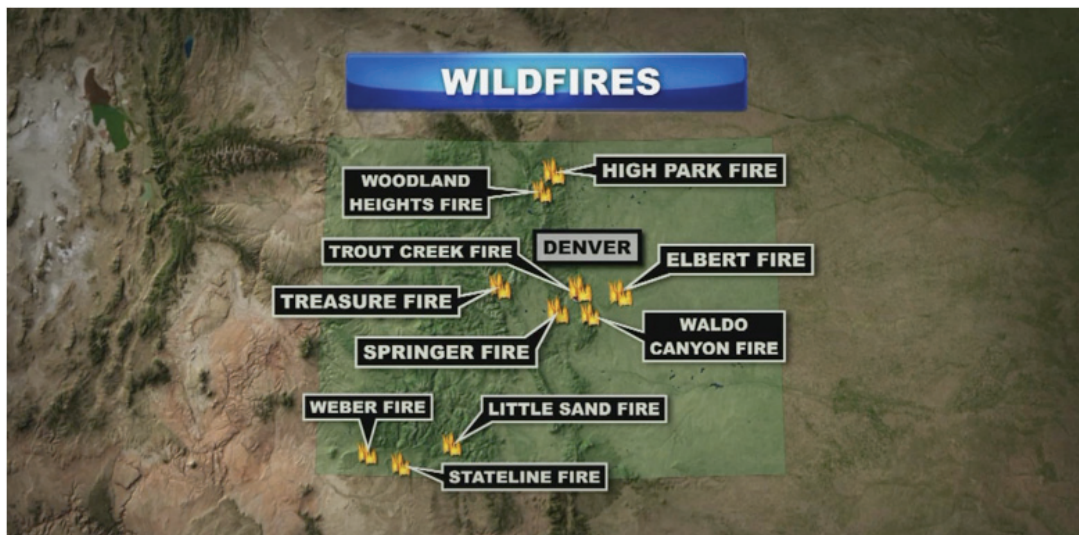 WILDFIRES
HIGH PARK FIRE
WOODLAND
HEIGHTS FIRE
DENVER
TROUT CREEK FIRE
ELBERT FIRE
TREASURE FIRE
WALDO
CANYON FIRE
SPRINGER FIRE
WEBER FIRE
LITTLE SAND FIRE
STATELINE FIRE